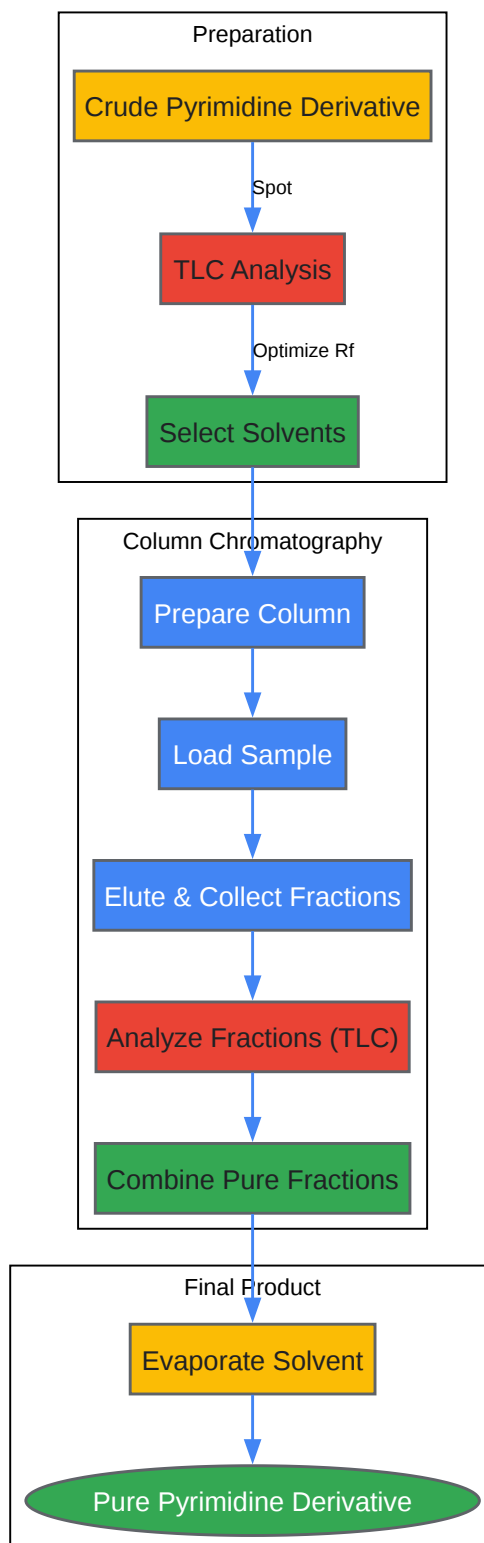 Preparation
Crude Pyrimidine Derivative
Spot
TLC Analysis
Optimize Rf
Select Solvents
Column Chromatography
Prepare Column
Load Sample
Elute & Collect Fractions
Analyze Fractions (TLC)
Combine Pure Fractions
Final Product
Evaporate Solvent
Pure Pyrimidine Derivative